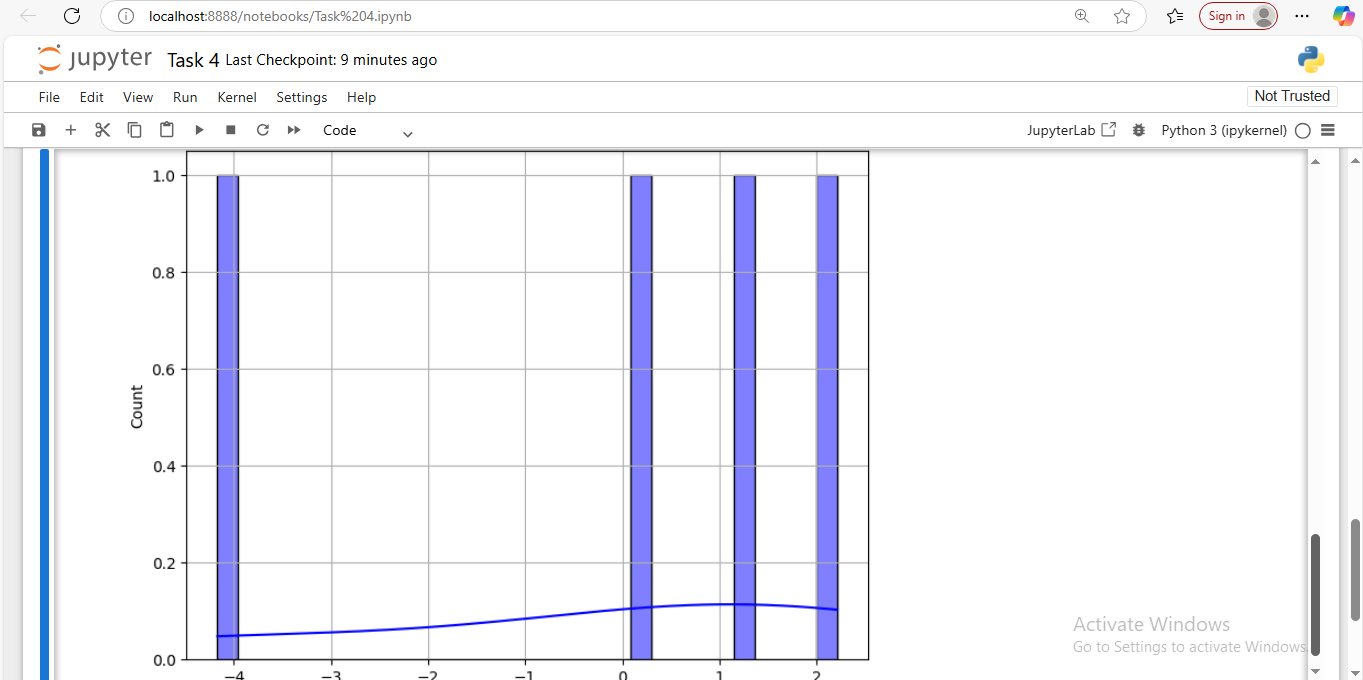 localhost:8888/notebooks/Task%204.ipynb
Sign in
jupyter Task 4 Last Checkpoint: 9 minutes ago
File Edit View Run Kernel Settings Help
Not Trusted
Code
JupyterLab
Python 3 (ipykernel)
1.0
0.8
0.6
0.4
0.2
0.0
Count
−4 −3 −2 −1 0 1 2
Activate Windows
Go to Settings to activate Windows.